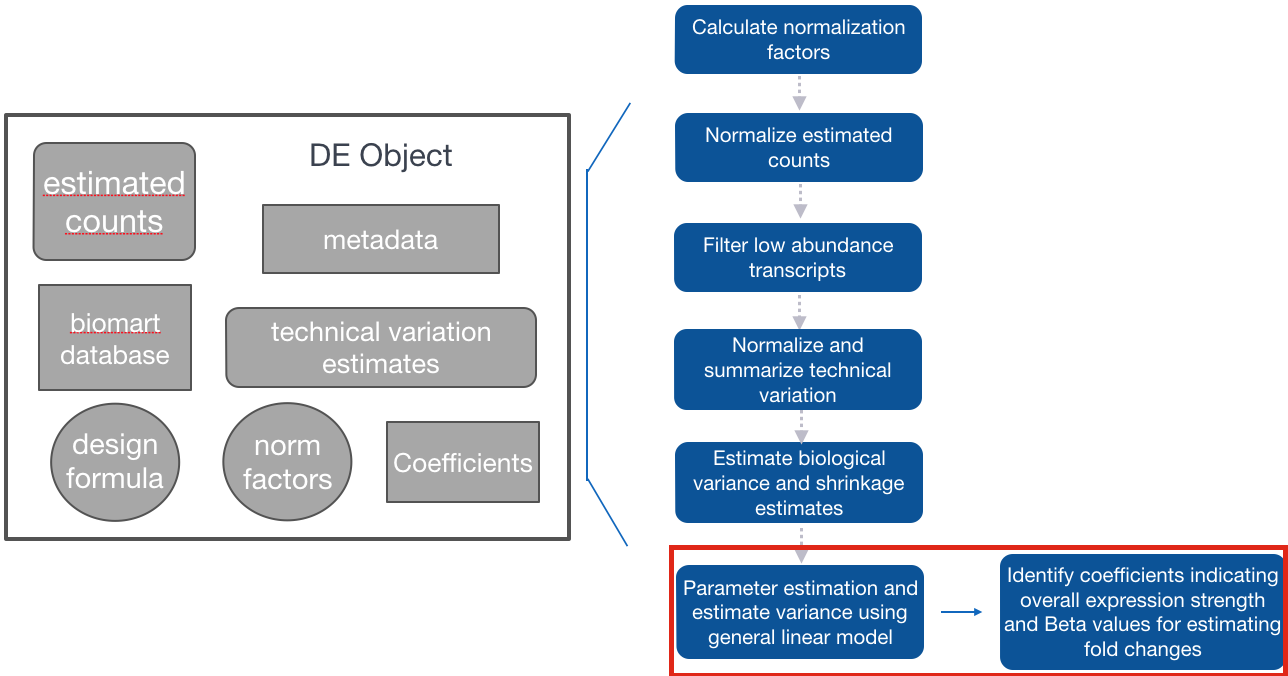 DE Object
estimated
counts
metadata
biomart
database
technical variation
estimates
design
formula
norm
factors
Coefficients
Calculate normalization
factors
Normalize estimated
counts
Filter low abundance
transcripts
Normalize and
summarize technical
variation
Estimate biological
variance and shrinkage
estimates
Parameter estimation and
estimate variance using
general linear model
Identify coefficients indicating
overall expression strength
and Beta values for estimating
fold changes